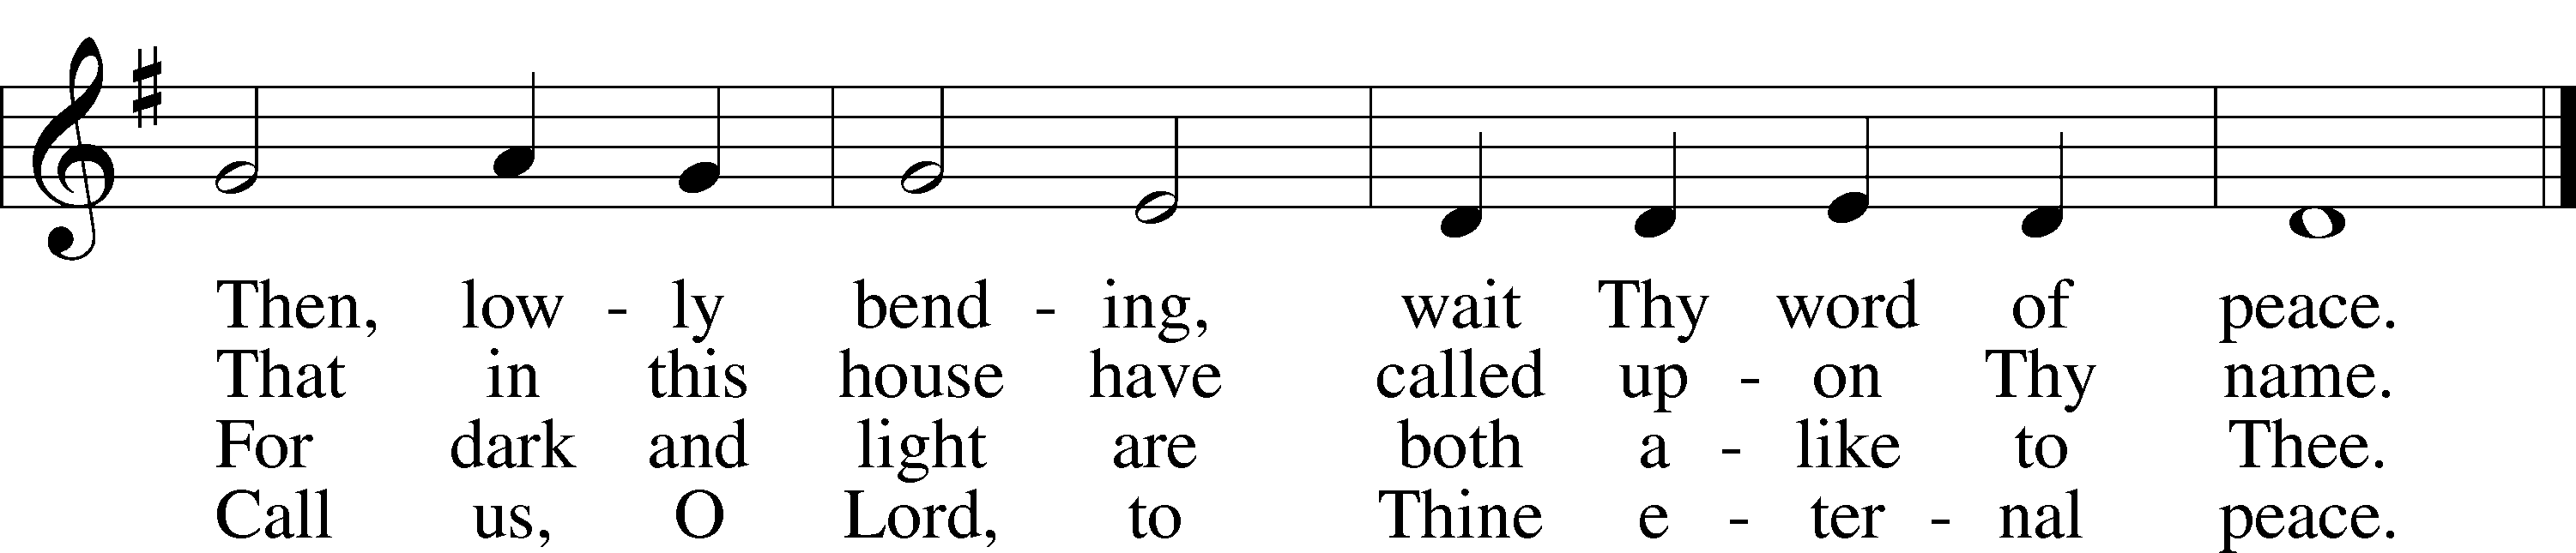 Then, low - ly bend - ing, wait Thy word of peace.
That in this house have called up - on Thy name.
For dark and light are both a - like to Thee.
Call us, O Lord, to Thine e - ter - nal peace.